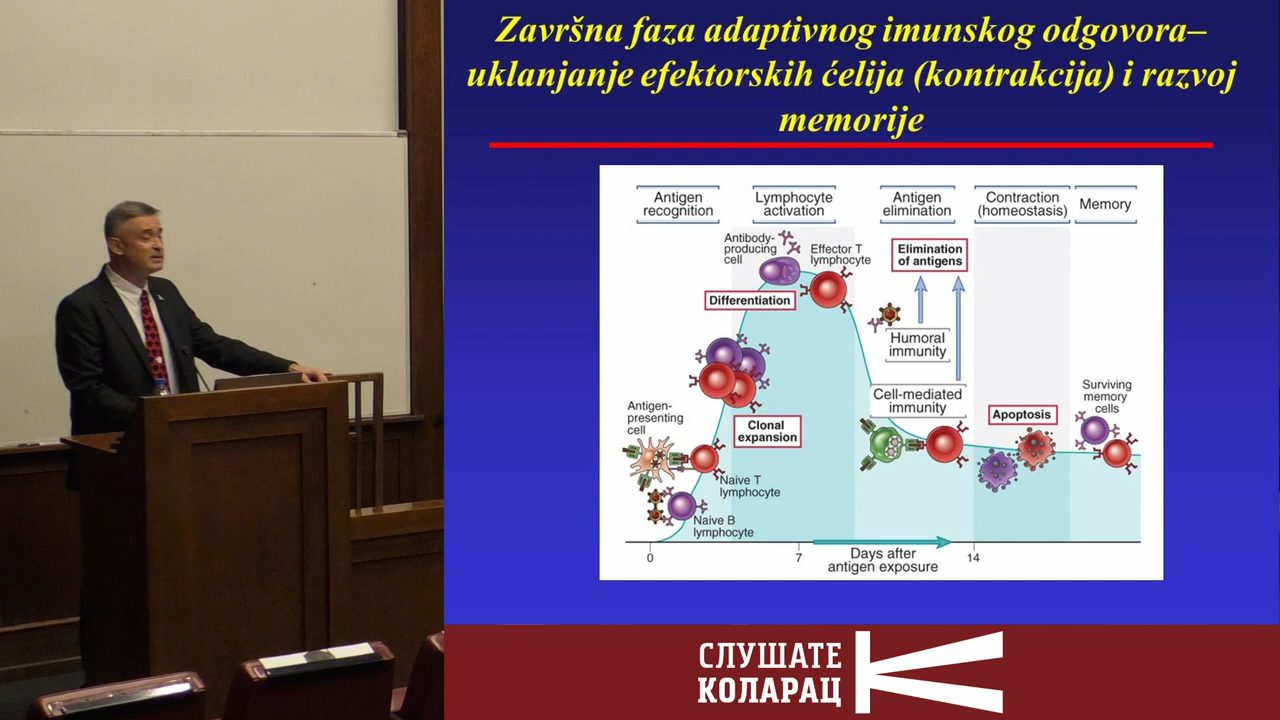 Završna faza adaptivnog imunskog odgovora–
uklanjanje efektorskih ćelija (kontrakcija) i razvoj
memorije
Antigen
recognition
Lymphocyte
activation
Antigen
elimination
Contraction
(homeostasis)
Memory
Antibody-
producing
cell
Effector T
lymphocyte
Elimination
of antigens
Differentiation
Humoral
immunity
Cell-mediated
immunity
Surviving
memory
cells
Antigen-
presenting
cell
Clonal
expansion
Apoptosis
Naive T
lymphocyte
Naive B
lymphocyte
0
7
Days after
antigen exposure
14
СЛУШАТЕ
КОЛАРАЦ